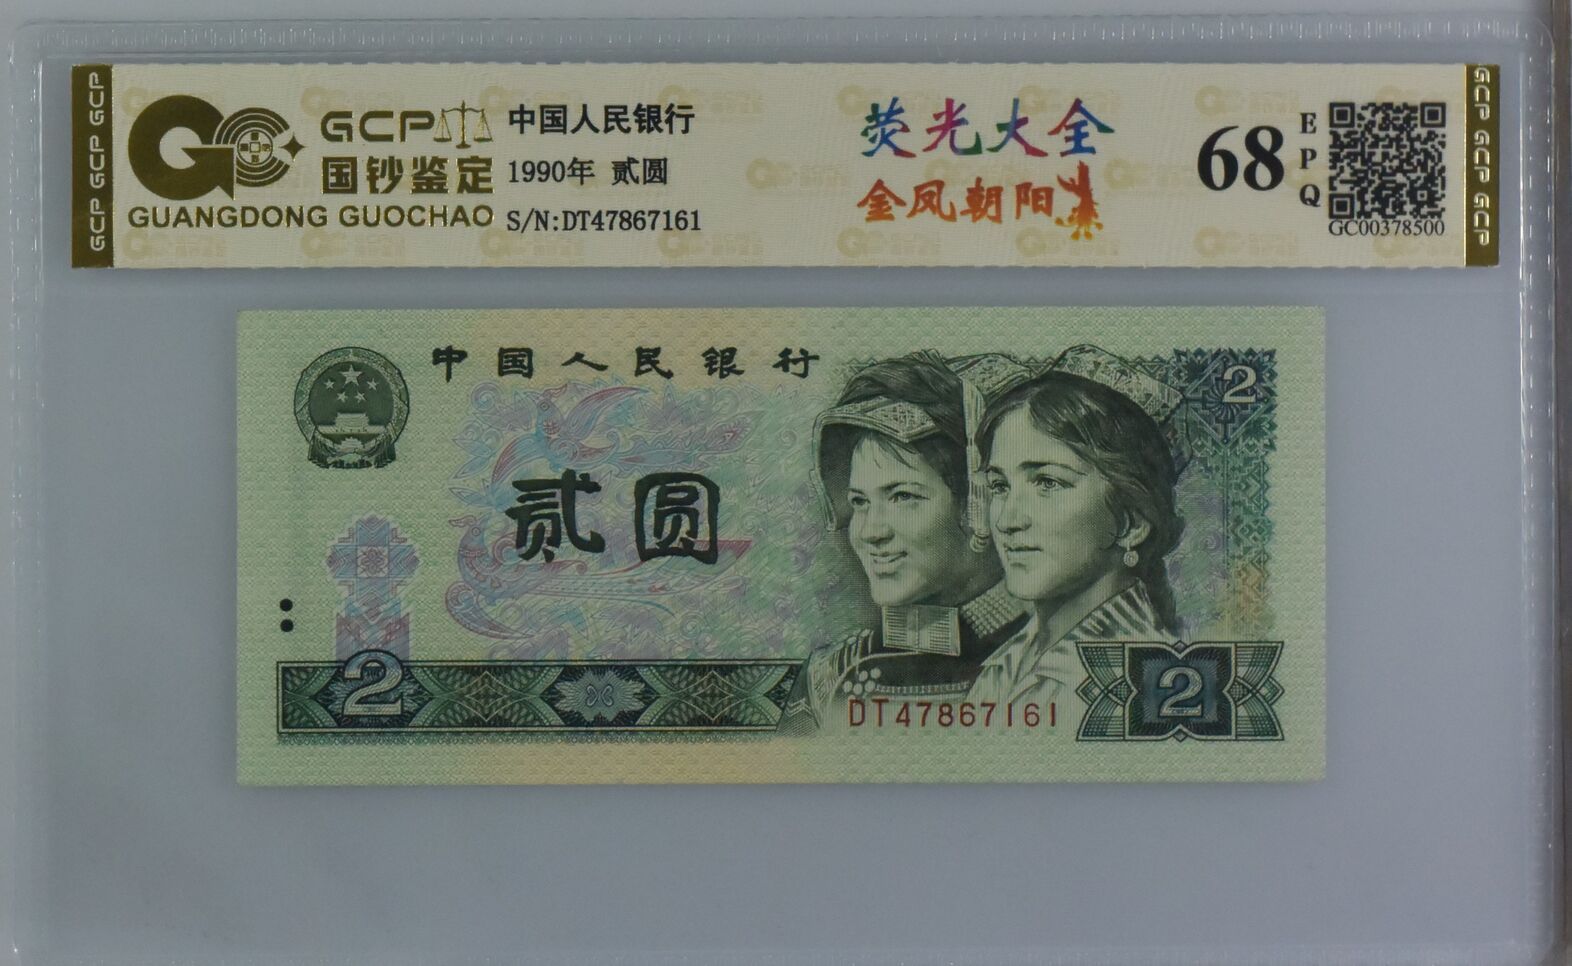 GCP GCP GCP
GCP
国钞鉴定
GUANGDONG GUOCHAO
中国人民银行
1990年 贰圆
S/N:DT47867161
荧光大全
金凤朝阳
68
EPQ
GC00378500
GCP GCP GCP
中国人民银行
2
贰圆
2
DT47867161
2